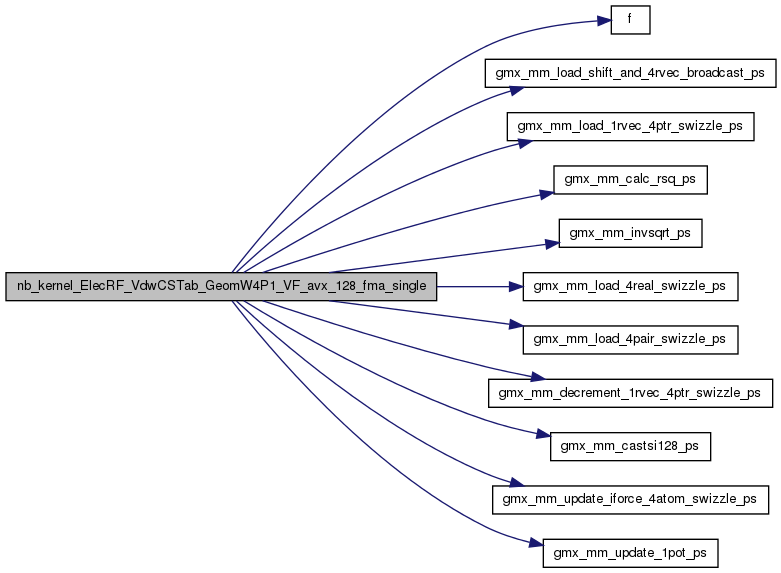 f
gmx_mm_load_shift_and_4rvec_broadcast_ps
gmx_mm_load_1rvec_4ptr_swizzle_ps
gmx_mm_calc_rsq_ps
gmx_mm_invsqrt_ps
nb_kernel_ElecRF_VdwCSTab_GeomW4P1_VF_avx_128_fma_single
gmx_mm_load_4real_swizzle_ps
gmx_mm_load_4pair_swizzle_ps
gmx_mm_decrement_1rvec_4ptr_swizzle_ps
gmx_mm_castsi128_ps
gmx_mm_update_iforce_4atom_swizzle_ps
gmx_mm_update_1pot_ps